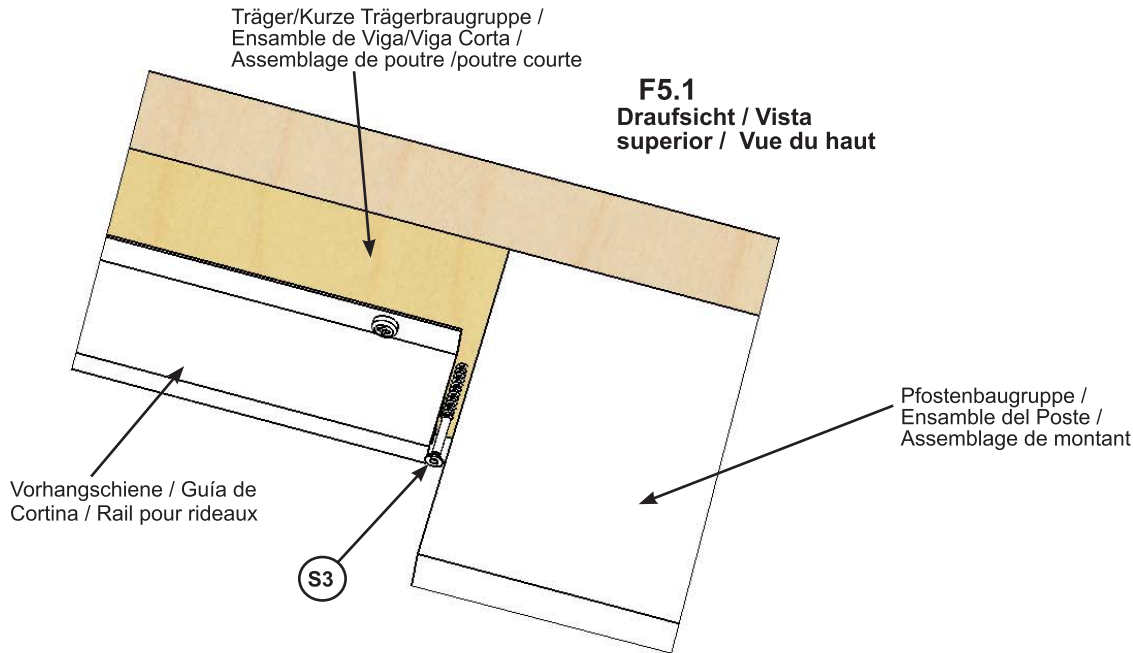 Träger/Kurze Trägerbraugruppe /
Ensamble de Viga/Viga Corta /
Assemblage de poutre /poutre courte
F5.1
Draufsicht / Vista
superior / Vue du haut
Pfostenbaugruppe /
Ensamble del Poste /
Assemblage de montant
Vorhangschiene / Guía de
Cortina / Rail pour rideaux
S3